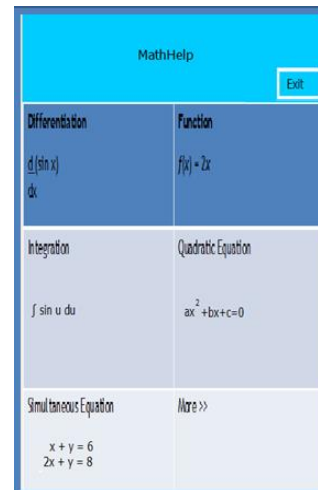 MathHelp
Exit
Differentiation
d (sin x)
dx
Function
f(x) = 2x
Integration
∫ sin u du
Quadratic Equation
ax² +bx+c=0
Simultaneous Equation
x + y = 6
2x + y = 8
More >>